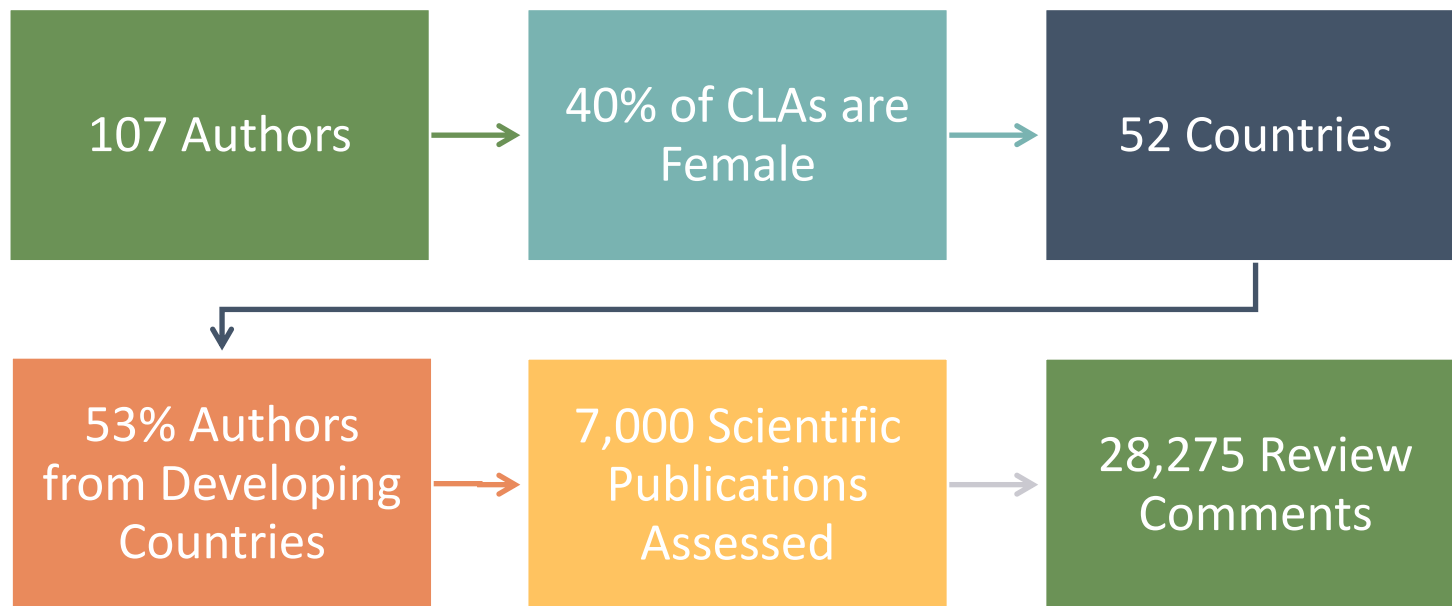 107 Authors
40% of CLAs are
Female
52 Countries
53% Authors
from Developing
Countries
7,000 Scientific
Publications
Assessed
28,275 Review
Comments